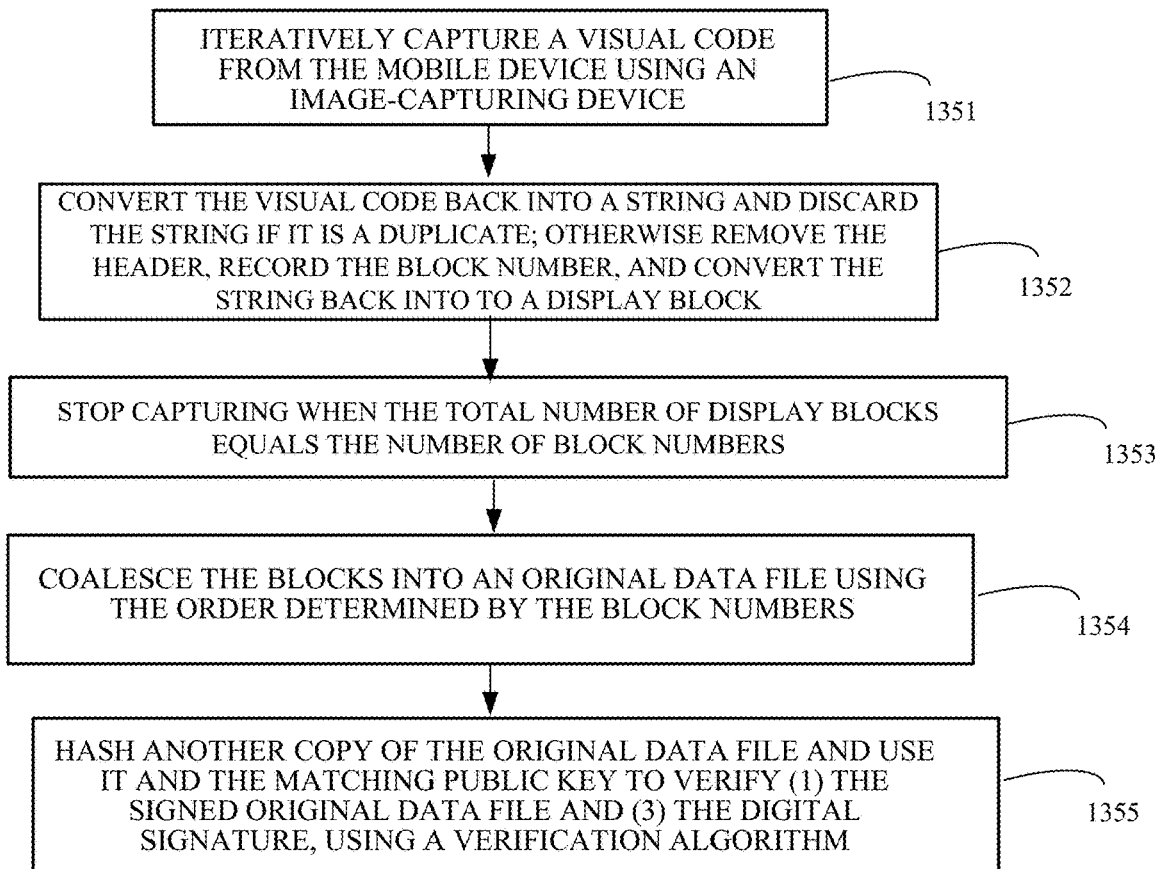 ITERATIVELY CAPTURE A VISUAL CODE
FROM THE MOBILE DEVICE USING AN
IMAGE-CAPTURING DEVICE
1351
CONVERT THE VISUAL CODE BACK INTO A STRING AND DISCARD
THE STRING IF IT IS A DUPLICATE; OTHERWISE REMOVE THE
HEADER, RECORD THE BLOCK NUMBER, AND CONVERT THE
STRING BACK INTO TO A DISPLAY BLOCK
1352
STOP CAPTURING WHEN THE TOTAL NUMBER OF DISPLAY BLOCKS
EQUALS THE NUMBER OF BLOCK NUMBERS
1353
COALESCE THE BLOCKS INTO AN ORIGINAL DATA FILE USING
THE ORDER DETERMINED BY THE BLOCK NUMBERS
1354
HASH ANOTHER COPY OF THE ORIGINAL DATA FILE AND USE
IT AND THE MATCHING PUBLIC KEY TO VERIFY (1) THE
SIGNED ORIGINAL DATA FILE AND (3) THE DIGITAL
SIGNATURE, USING A VERIFICATION ALGORITHM
1355